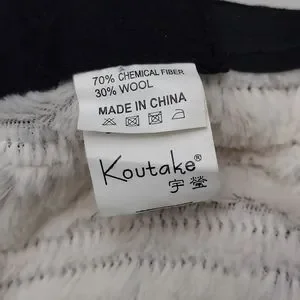 70% CHEMICAL FIBER
30% WOOL
MADE IN CHINA
Koutake®
宇瑩